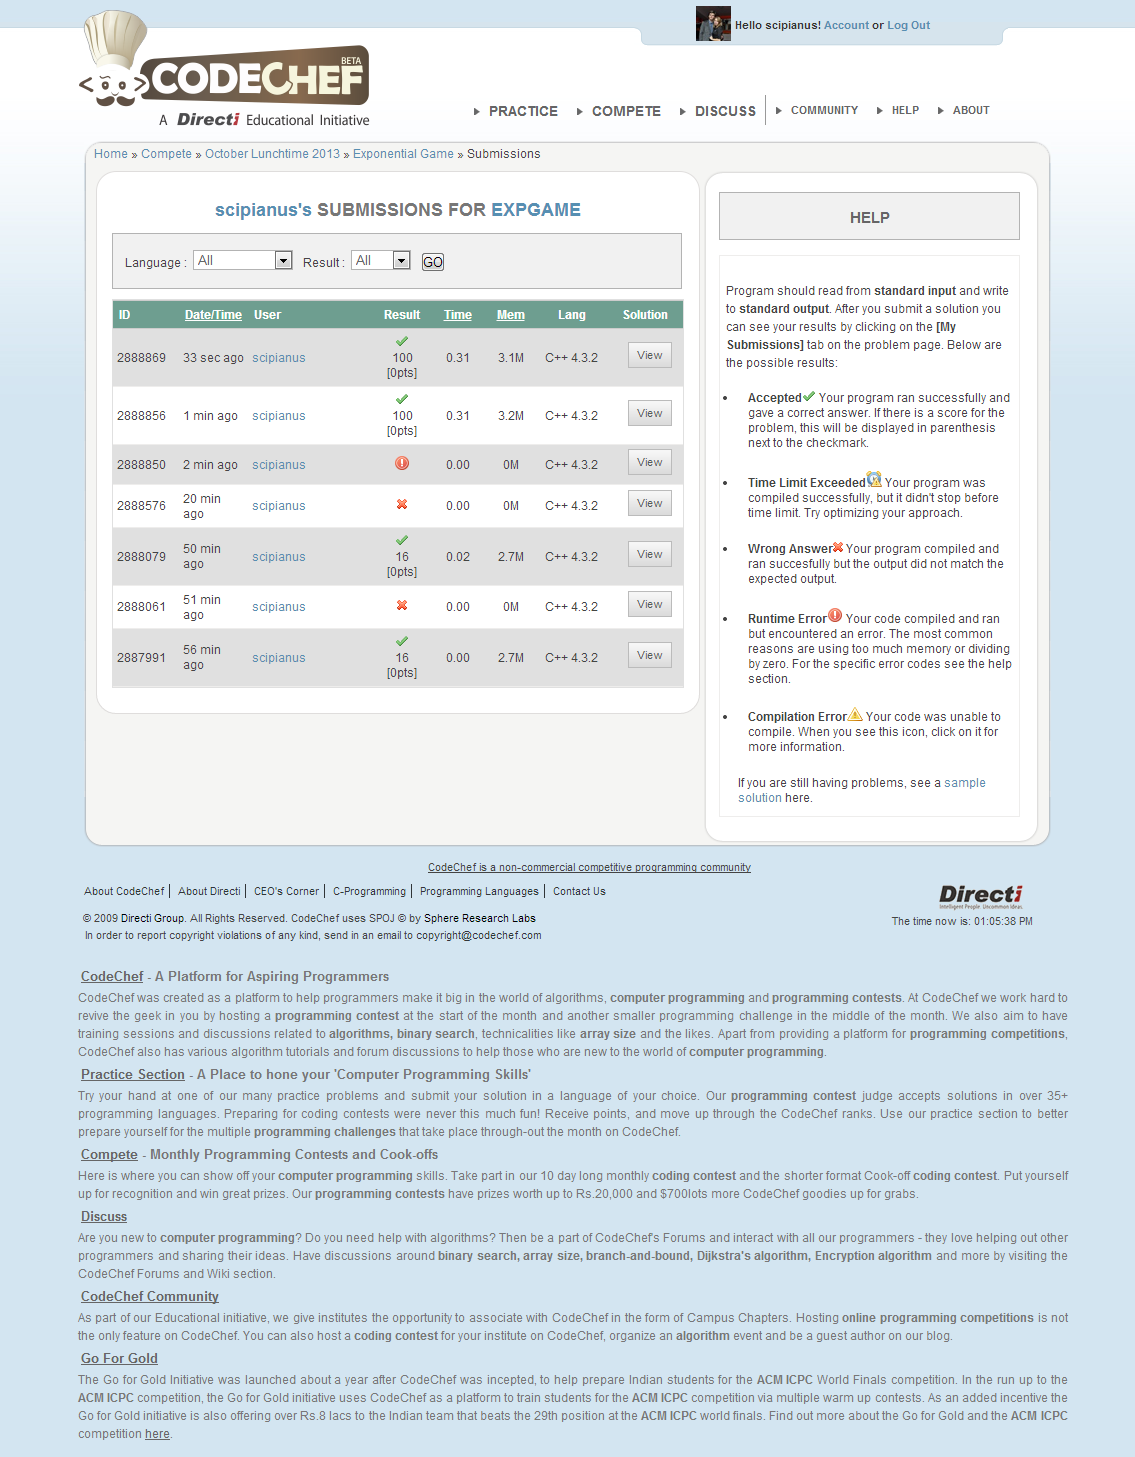 Hello scipianus! Account or Log Out
CODECHEF BETA
A Directi Educational Initiative
PRACTICE COMPETE DISCUSS COMMUNITY HELP ABOUT
Home » Compete » October Lunchtime 2013 » Exponential Game » Submissions
scipianus's SUBMISSIONS FOR EXPGAME
Language : All Result : All GO
ID Date/Time User Result Time Mem Lang Solution
2888869 33 sec ago scipianus 100 [0pts] 0.31 3.1M C++ 4.3.2 View
2888856 1 min ago scipianus 100 [0pts] 0.31 3.2M C++ 4.3.2 View
2888850 2 min ago scipianus 0.00 0M C++ 4.3.2 View
2888576 20 min ago scipianus 0.00 0M C++ 4.3.2 View
2888079 50 min ago scipianus 16 [0pts] 0.02 2.7M C++ 4.3.2 View
2888061 51 min ago scipianus 0.00 0M C++ 4.3.2 View
2887991 56 min ago scipianus 16 [0pts] 0.00 2.7M C++ 4.3.2 View
HELP
Program should read from standard input and write
to standard output. After you submit a solution you
can see your results by clicking on the [My
Submissions] tab on the problem page. Below are
the possible results:
Accepted Your program ran successfully and
gave a correct answer. If there is a score for the
problem, this will be displayed in parenthesis
next to the checkmark.
Time Limit Exceeded Your program was
compiled successfully, but it didn't stop before
time limit. Try optimizing your approach.
Wrong Answer Your program compiled and
ran succesfully but the output did not match the
expected output.
Runtime Error Your code compiled and ran
but encountered an error. The most common
reasons are using too much memory or dividing
by zero. For the specific error codes see the help
section.
Compilation Error Your code was unable to
compile. When you see this icon, click on it for
more information.
If you are still having problems, see a sample
solution here.
CodeChef is a non-commercial competitive programming community
About CodeChef | About Directi | CEO's Corner | C-Programming | Programming Languages | Contact Us
Directi
Intelligent People. Uncommon Ideas.
© 2009 Directi Group. All Rights Reserved. CodeChef uses SPOJ © by Sphere Research Labs
The time now is: 01:05:38 PM
In order to report copyright violations of any kind, send in an email to copyright@codechef.com
CodeChef - A Platform for Aspiring Programmers
CodeChef was created as a platform to help programmers make it big in the world of algorithms, computer programming and programming contests. At CodeChef we work hard to
revive the geek in you by hosting a programming contest at the start of the month and another smaller programming challenge in the middle of the month. We also aim to have
training sessions and discussions related to algorithms, binary search, technicalities like array size and the likes. Apart from providing a platform for programming competitions,
CodeChef also has various algorithm tutorials and forum discussions to help those who are new to the world of computer programming.
Practice Section - A Place to hone your 'Computer Programming Skills'
Try your hand at one of our many practice problems and submit your solution in a language of your choice. Our programming contest judge accepts solutions in over 35+
programming languages. Preparing for coding contests were never this much fun! Receive points, and move up through the CodeChef ranks. Use our practice section to better
prepare yourself for the multiple programming challenges that take place through-out the month on CodeChef.
Compete - Monthly Programming Contests and Cook-offs
Here is where you can show off your computer programming skills. Take part in our 10 day long monthly coding contest and the shorter format Cook-off coding contest. Put yourself
up for recognition and win great prizes. Our programming contests have prizes worth up to Rs.20,000 and $700lots more CodeChef goodies up for grabs.
Discuss
Are you new to computer programming? Do you need help with algorithms? Then be a part of CodeChef's Forums and interact with all our programmers - they love helping out other
programmers and sharing their ideas. Have discussions around binary search, array size, branch-and-bound, Dijkstra's algorithm, Encryption algorithm and more by visiting the
CodeChef Forums and Wiki section.
CodeChef Community
As part of our Educational initiative, we give institutes the opportunity to associate with CodeChef in the form of Campus Chapters. Hosting online programming competitions is not
the only feature on CodeChef. You can also host a coding contest for your institute on CodeChef, organize an algorithm event and be a guest author on our blog.
Go For Gold
The Go for Gold Initiative was launched about a year after CodeChef was incepted, to help prepare Indian students for the ACM ICPC World Finals competition. In the run up to the
ACM ICPC competition, the Go for Gold initiative uses CodeChef as a platform to train students for the ACM ICPC competition via multiple warm up contests. As an added incentive the
Go for Gold initiative is also offering over Rs.8 lacs to the Indian team that beats the 29th position at the ACM ICPC world finals. Find out more about the Go for Gold and the ACM ICPC
competition here.